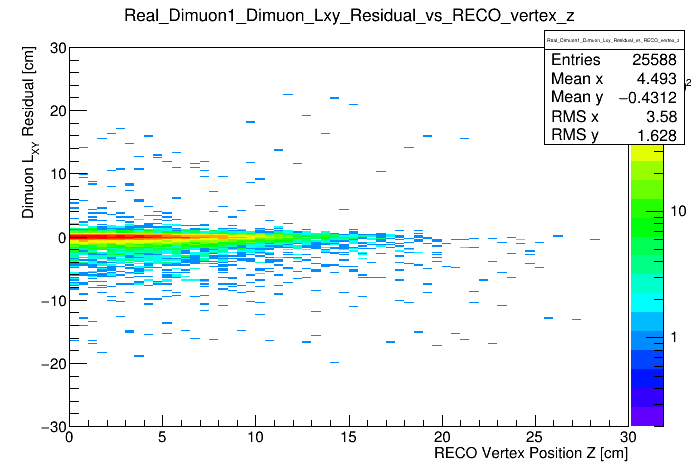 Real_Dimuon1_Dimuon_Lxy_Residual_vs_RECO_vertex_z
Real_Dimuon1_Dimuon_Lxy_Residual_vs_RECO_vertex_z
Entries 25588
Mean x 4.493
Mean y −0.4312
RMS x 3.58
RMS y 1.628
Dimuon L_XY Residual [cm]
30
20
10
0
−10
−20
−30
0 5 10 15 20 25 30
RECO Vertex Position Z [cm]
2
10
1